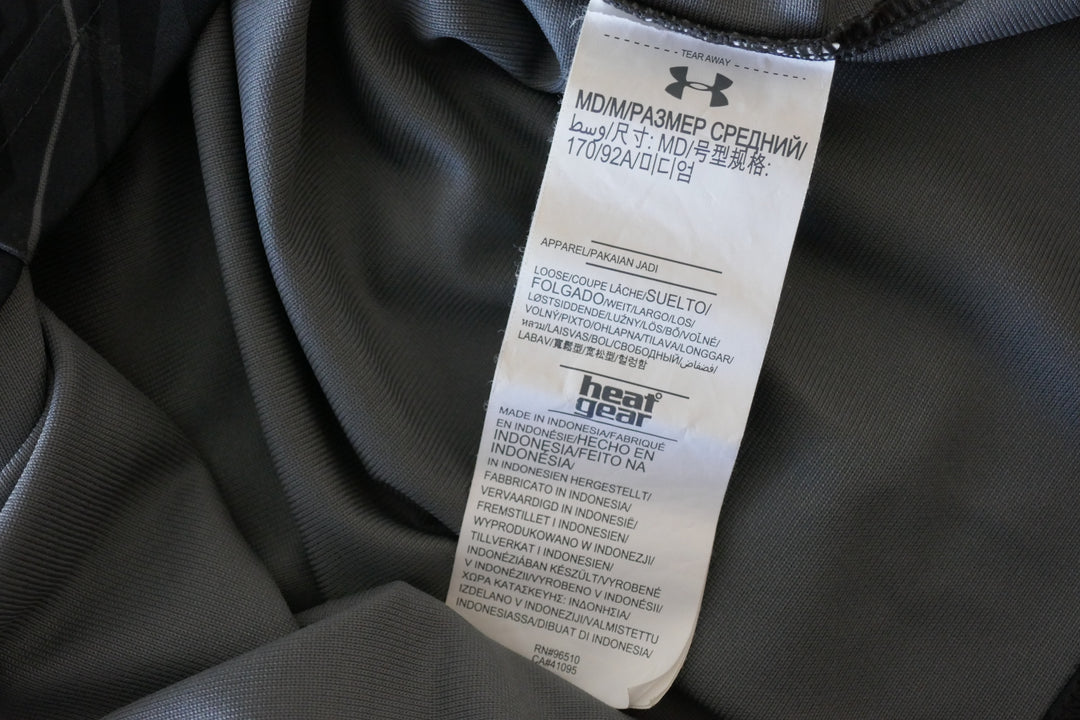 TEAR AWAY
MD/M/РАЗМЕР СРЕДНИЙ/
وسط/尺寸: MD/号型规格:
170/92A/미디엄
APPAREL/PAKAIAN JADI
LOOSE/COUPE LÂCHE/SUELTO/
FOLGADO/WEIT/LARGO/LOS/
LØSTSIDDENDE/LUŹNY/LÖS/BŐ/VOLNÉ/
VOLNÝ/PIXTO/OHLAPNA/TILAVA/LONGGAR/
หลวม/LAISVAS/BOL/СВОБОДНЫЙ/فضفاض/
LABAV/寬鬆型/宽松型/헐렁함
heat
gear
MADE IN INDONESIA/FABRIQUÉ
EN INDONÉSIE/HECHO EN
INDONESIA/FEITO NA
INDONÉSIA/
IN INDONESIEN HERGESTELLT/
FABBRICATO IN INDONESIA/
VERVAARDIGD IN INDONESIË/
FREMSTILLET I INDONESIEN/
WYPRODUKOWANO W INDONEZJI/
TILLVERKAT I INDONESIEN/
INDONÉZIÁBAN KÉSZÜLT/VYROBENÉ
V INDONÉZII/VYROBENO V INDONÉSII/
ΧΩΡΑ ΚΑΤΑΣΚΕΥΗΣ: ΙΝΔΟΝΗΣΙΑ/
IZDELANO V INDONEZIJI/VALMISTETTU
INDONESIASSA/DIBUAT DI INDONESIA/
RN#96510
CA#41095